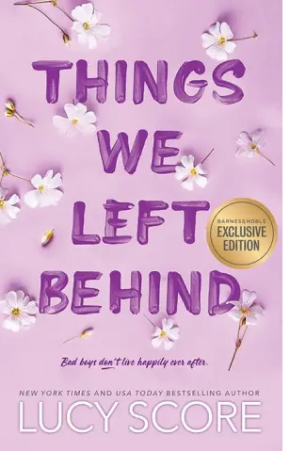 THINGS
WE
LEFT
BEHIND
BARNES & NOBLE
EXCLUSIVE
EDITION
Bad boys don't live happily ever after.
NEW YORK TIMES AND USA TODAY BESTSELLING AUTHOR
LUCY SCORE